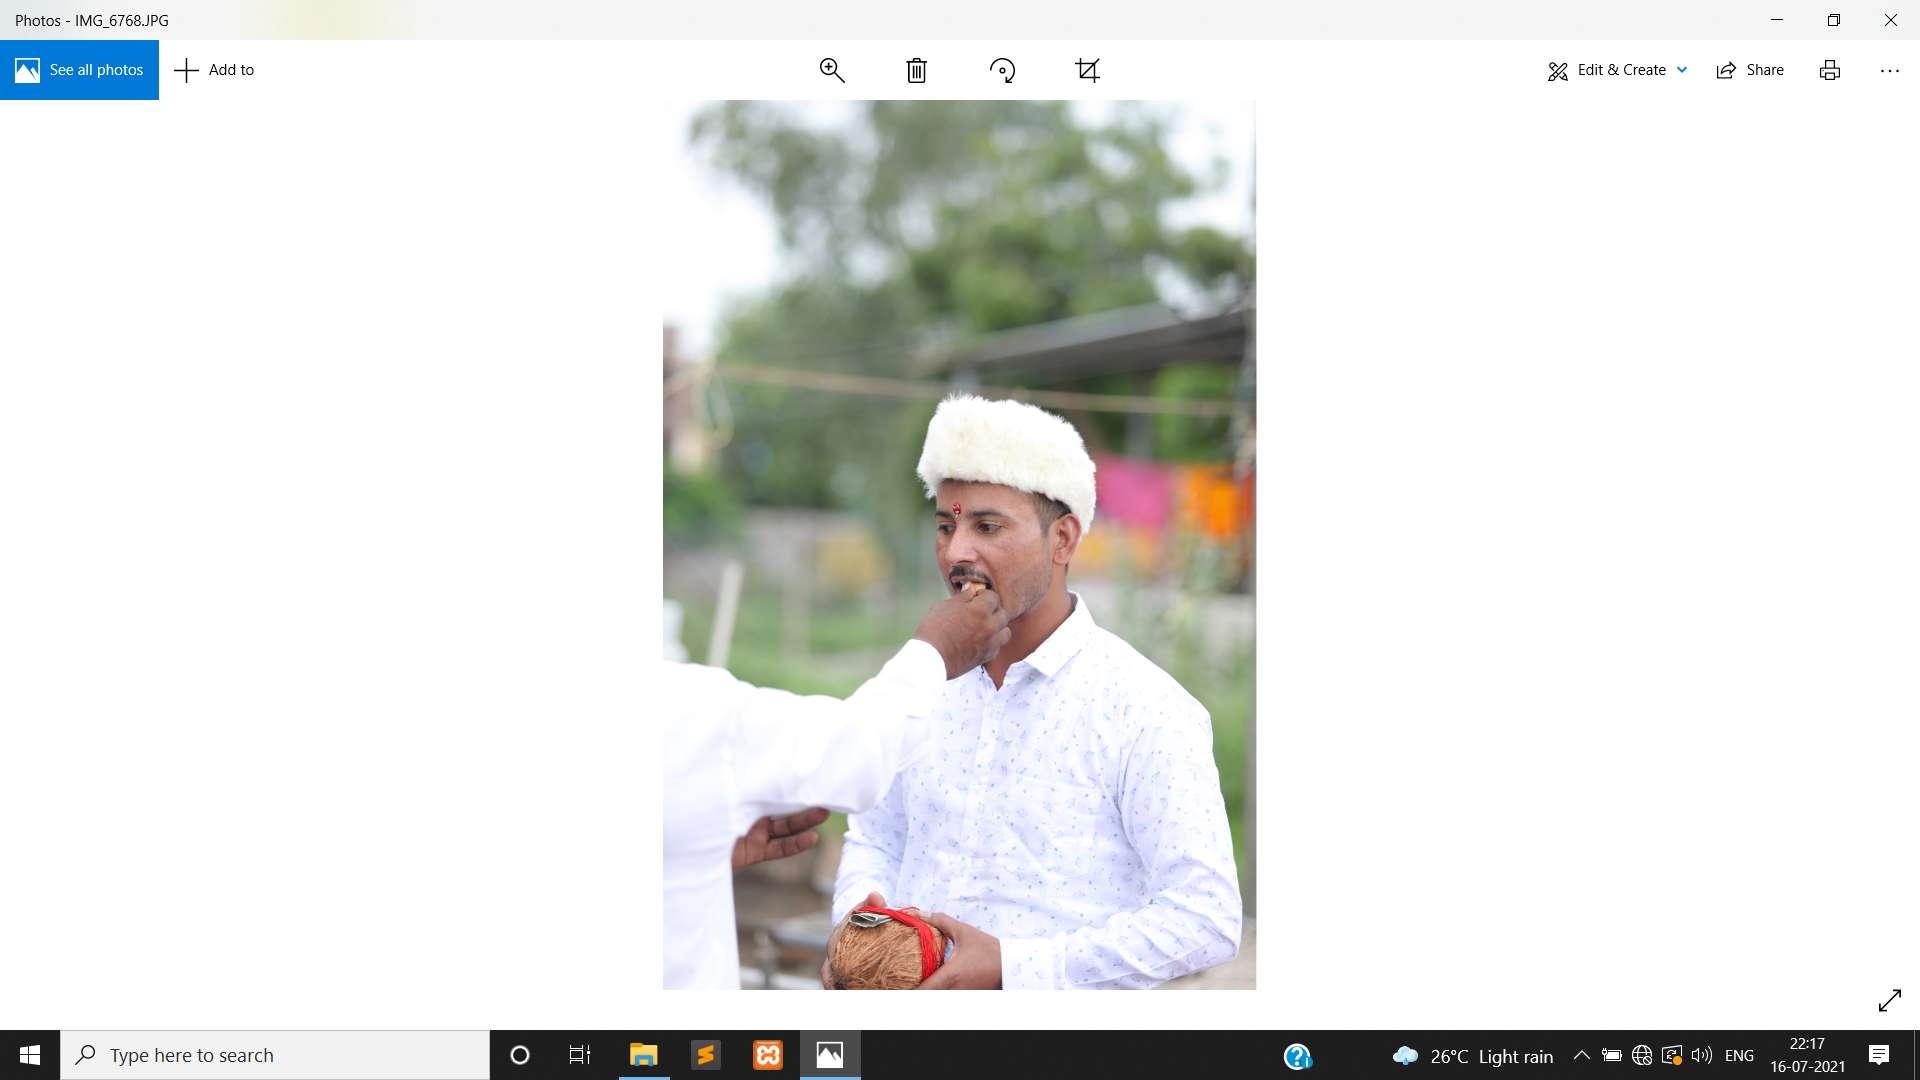 Photos - IMG_6768.JPG
See all photos
Add to
Edit & Create
Share
Type here to search
26°C Light rain
ENG
22:17
16-07-2021